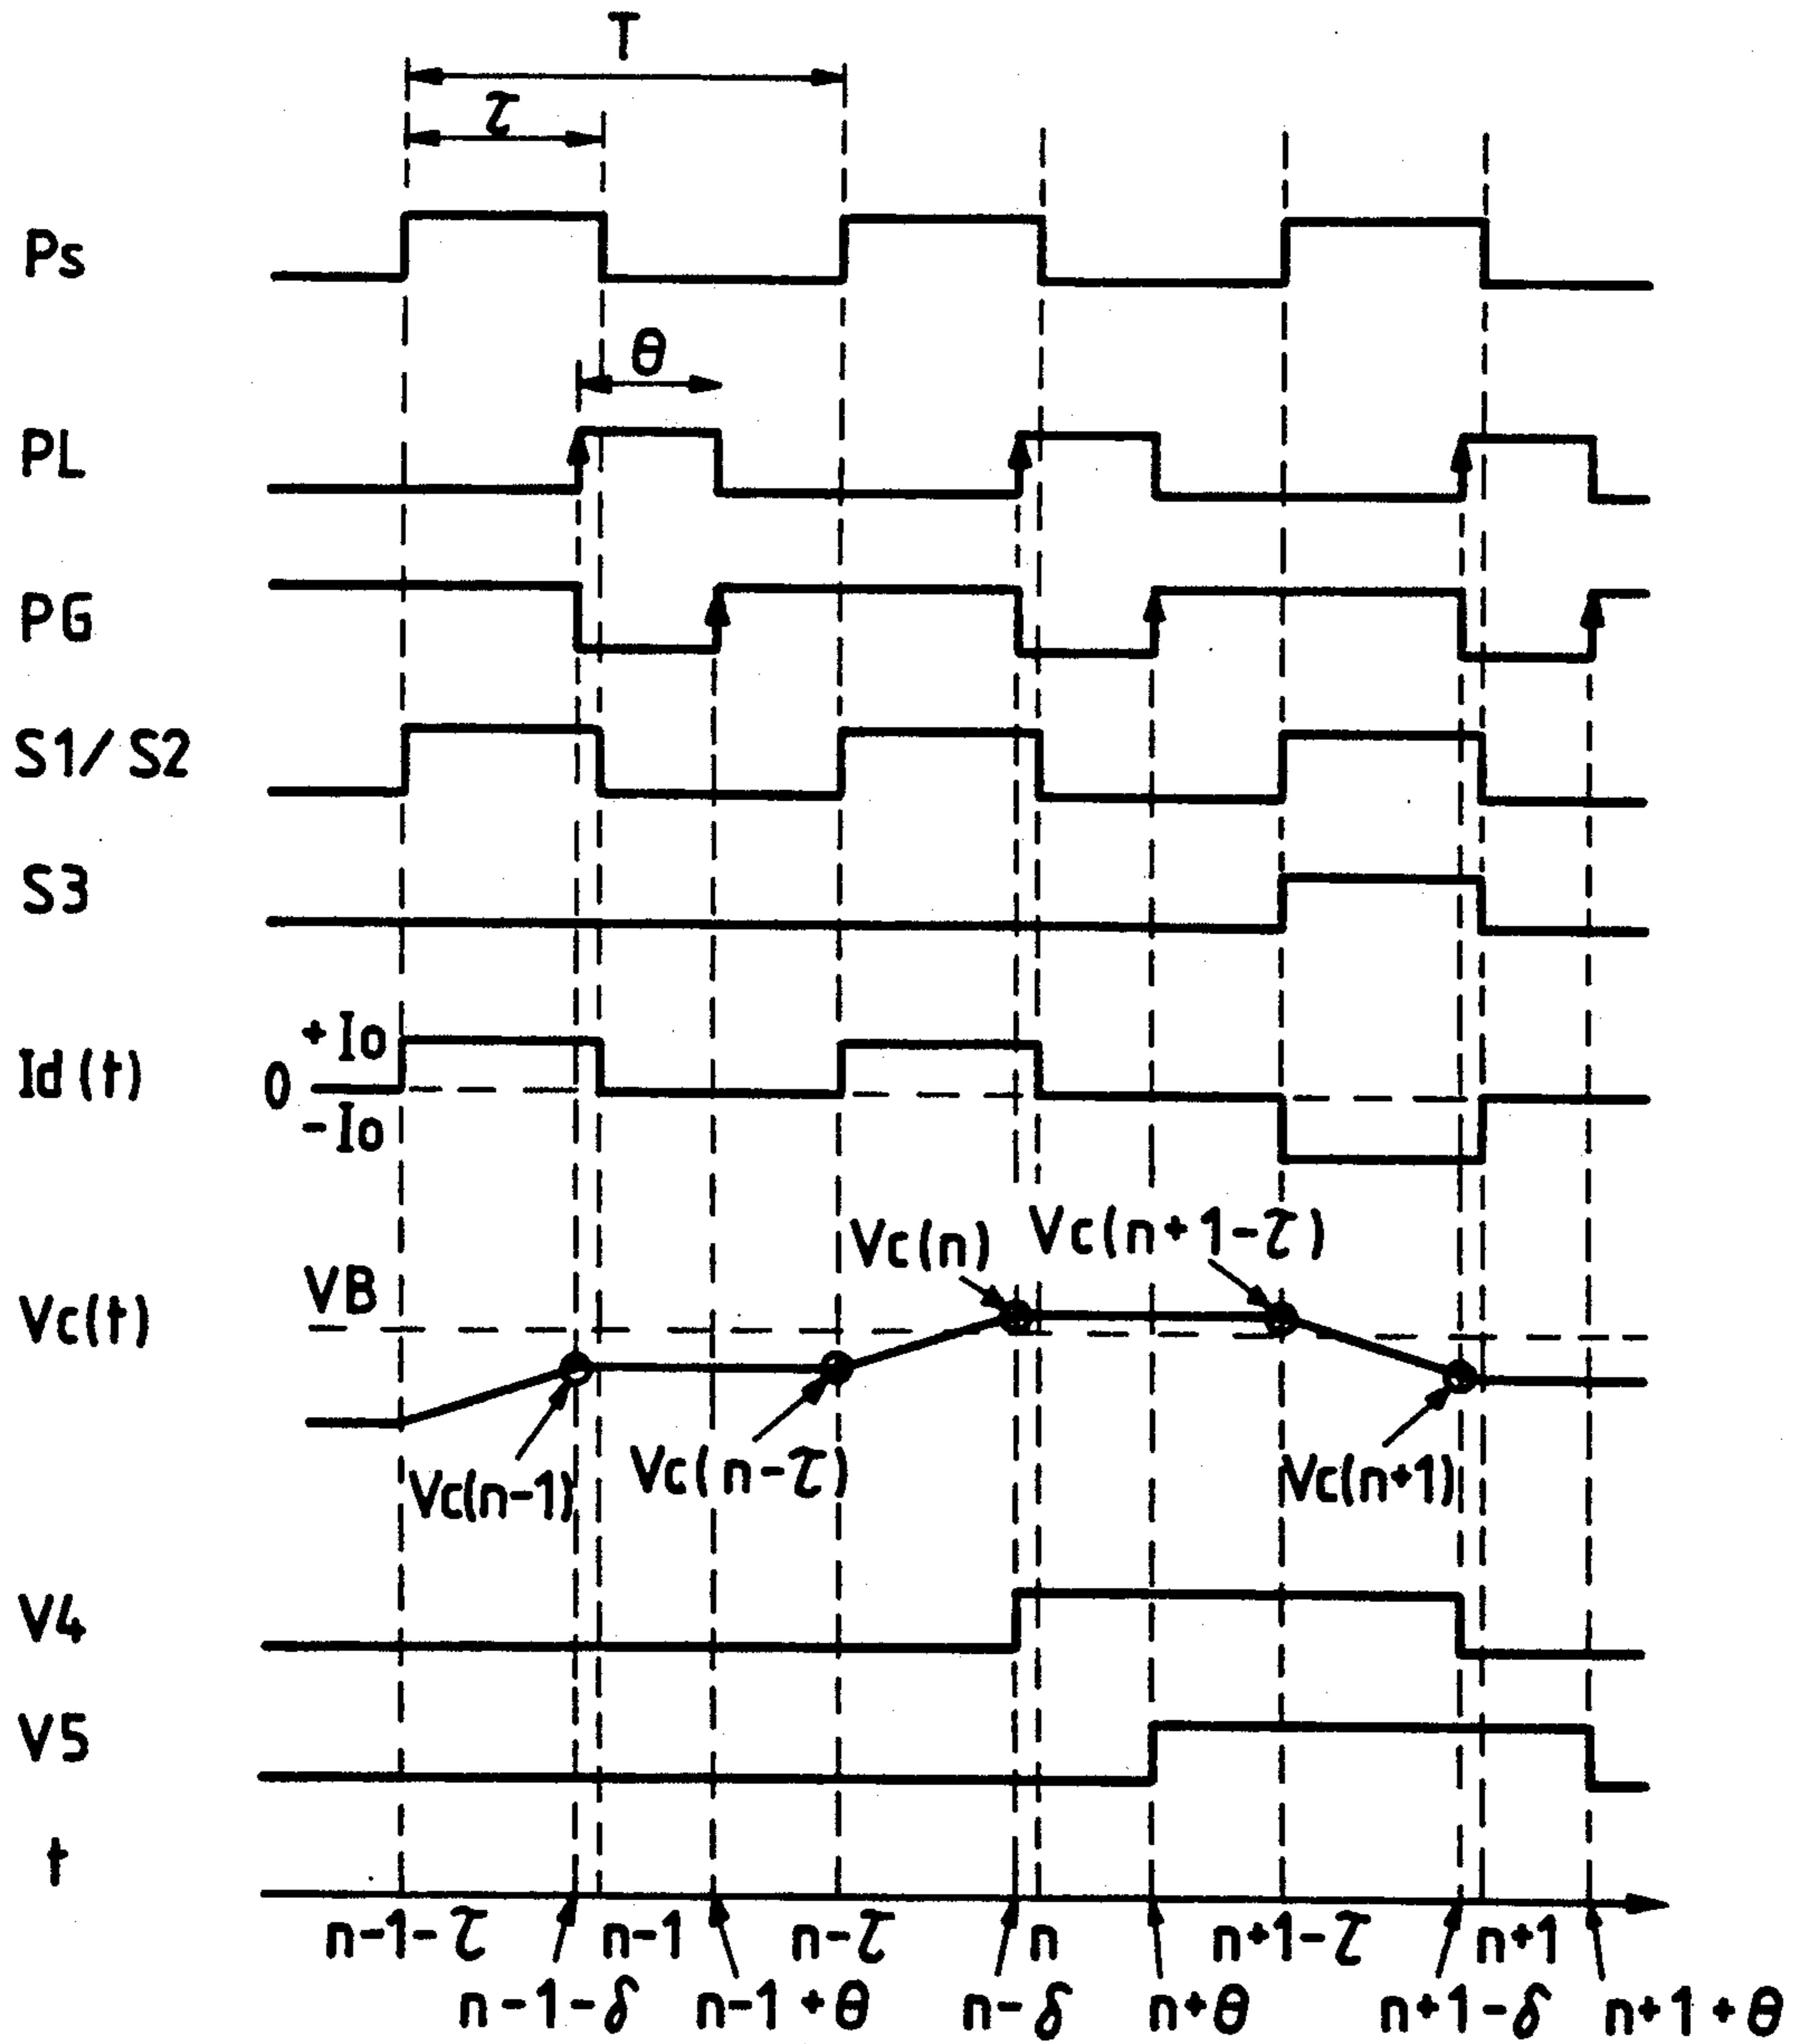 T
τ
Ps
θ
PL
PG
S1/ S2
S3
+Io
Id (t) 0
-Io
Vc(n) Vc(n+1-τ)
VB
Vc(t)
Vc(n-1) Vc(n-τ) Vc(n+1)
V4
V5
t
n-1-τ n-1 n-τ n n+1-τ n+1
n-1-δ n-1+θ n-δ n+θ n+1-δ n+1+θ